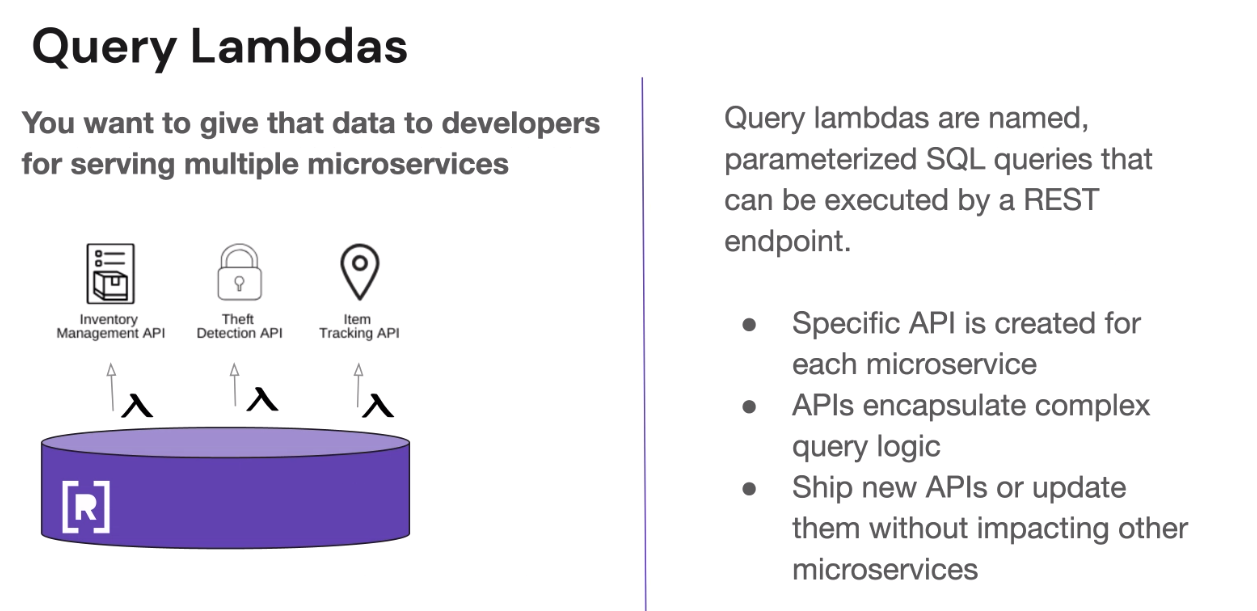 Query Lambdas
You want to give that data to developers
for serving multiple microservices
Inventory
Management API
Theft
Detection API
Item
Tracking API
λ
λ
λ
[R]
Query lambdas are named,
parameterized SQL queries that
can be executed by a REST
endpoint.
● Specific API is created for
each microservice
● APIs encapsulate complex
query logic
● Ship new APIs or update
them without impacting other
microservices